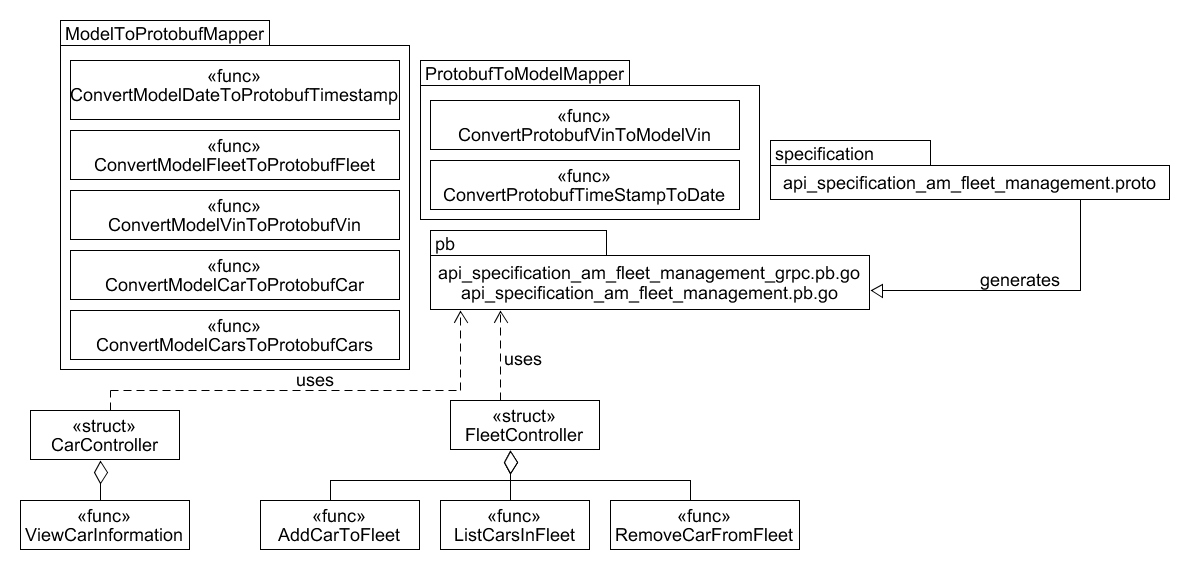 ModelToProtobufMapper
«func»
ConvertModelDateToProtobufTimestamp
«func»
ConvertModelFleetToProtobufFleet
«func»
ConvertModelVinToProtobufVin
«func»
ConvertModelCarToProtobufCar
«func»
ConvertModelCarsToProtobufCars
ProtobufToModelMapper
«func»
ConvertProtobufVinToModelVin
«func»
ConvertProtobufTimeStampToDate
specification
api_specification_am_fleet_management.proto
pb
api_specification_am_fleet_management_grpc.pb.go
api_specification_am_fleet_management.pb.go
generates
uses
uses
«struct»
CarController
«struct»
FleetController
«func»
ViewCarInformation
«func»
AddCarToFleet
«func»
ListCarsInFleet
«func»
RemoveCarFromFleet